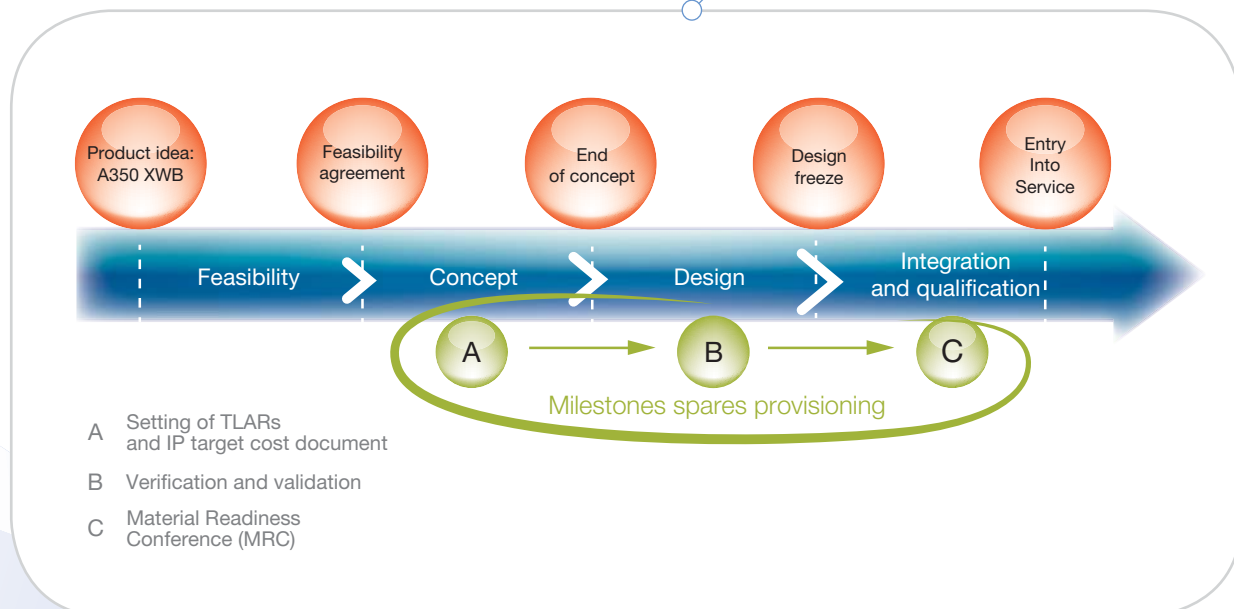 Product idea:
A350 XWB
Feasibility
agreement
End
of concept
Design
freeze
Entry
Into
Service
Feasibility
Concept
Design
Integration
and qualification
A
B
C
Milestones spares provisioning
A Setting of TLARs
and IP target cost document
B Verification and validation
C Material Readiness
Conference (MRC)